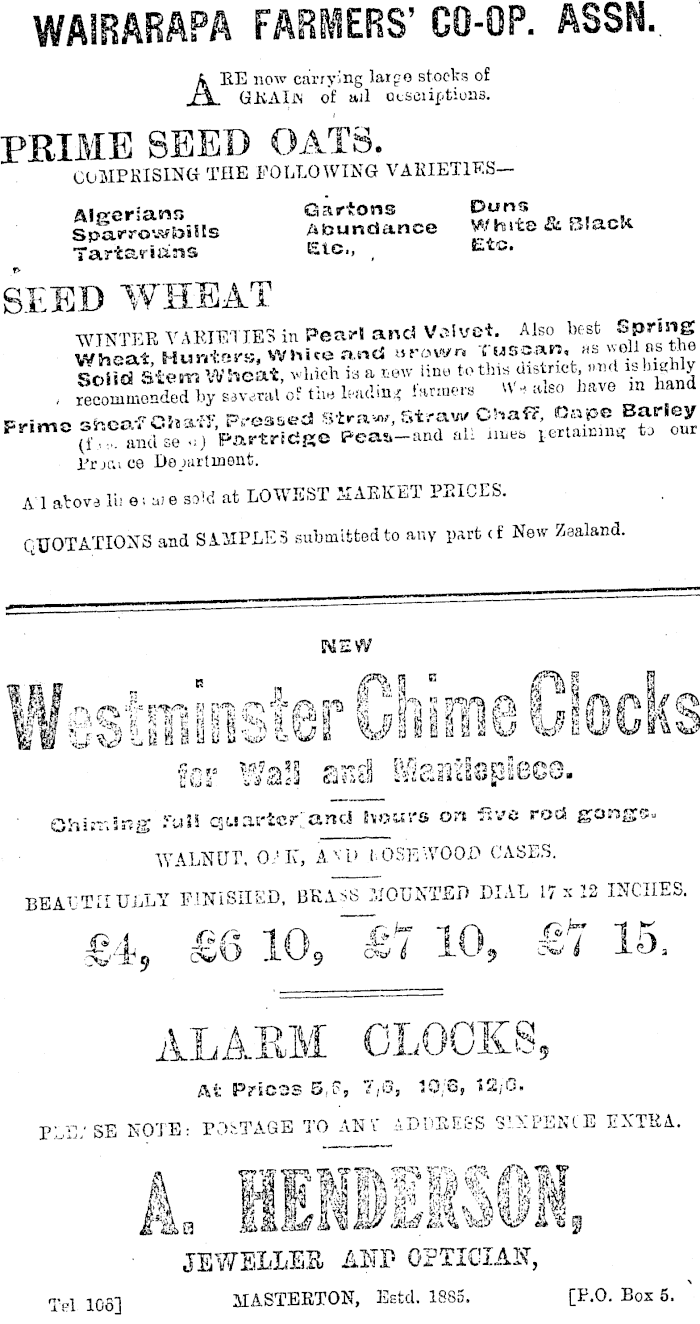 WAIRARAPA FARMERS' CO-OP. ASSN.
ARE now carrying large stocks of
GRAIN of all descriptions.
PRIME SEED OATS.
COMPRISING THE FOLLOWING VARIETIES—
Algerians Gartons Duns
Sparrowbills Abundance White & Black
Tartarians Etc., Etc.
SEED WHEAT
WINTER VARIETIES in Pearl and Velvet. Also best Spring
Wheat, Hunters, White and Brown Tuscan, as well as the
Solid Stem Wheat, which is a new line to this district, and is highly
recommended by several of the leading farmers We also have in hand
Prime sheaf Chaff, Pressed Straw, Straw Chaff, Cape Barley
( and ) Partridge Peas—and all lines pertaining to our
Produce Department.
All above lines are sold at LOWEST MARKET PRICES.
QUOTATIONS and SAMPLES submitted to any part of New Zealand.
NEW
Westminster Chime Clocks
for Wall and Mantlepiece.
Chiming full quarter and hours on five rod gongs.
WALNUT, OAK, AND ROSEWOOD CASES.
BEAUTIFULLY FINISHED, BRASS MOUNTED DIAL 17 x 12 INCHES.
£4, £6 10, £7 10, £7 15.
ALARM CLOCKS,
At Prices 5/6, 7/6, 10/6, 12/6.
PLEASE NOTE: POSTAGE TO ANY ADDRESS SIXPENCE EXTRA.
A. HENDERSON,
JEWELLER AND OPTICIAN,
Tel 106] MASTERTON, Estd. 1885. [P.O. Box 5.